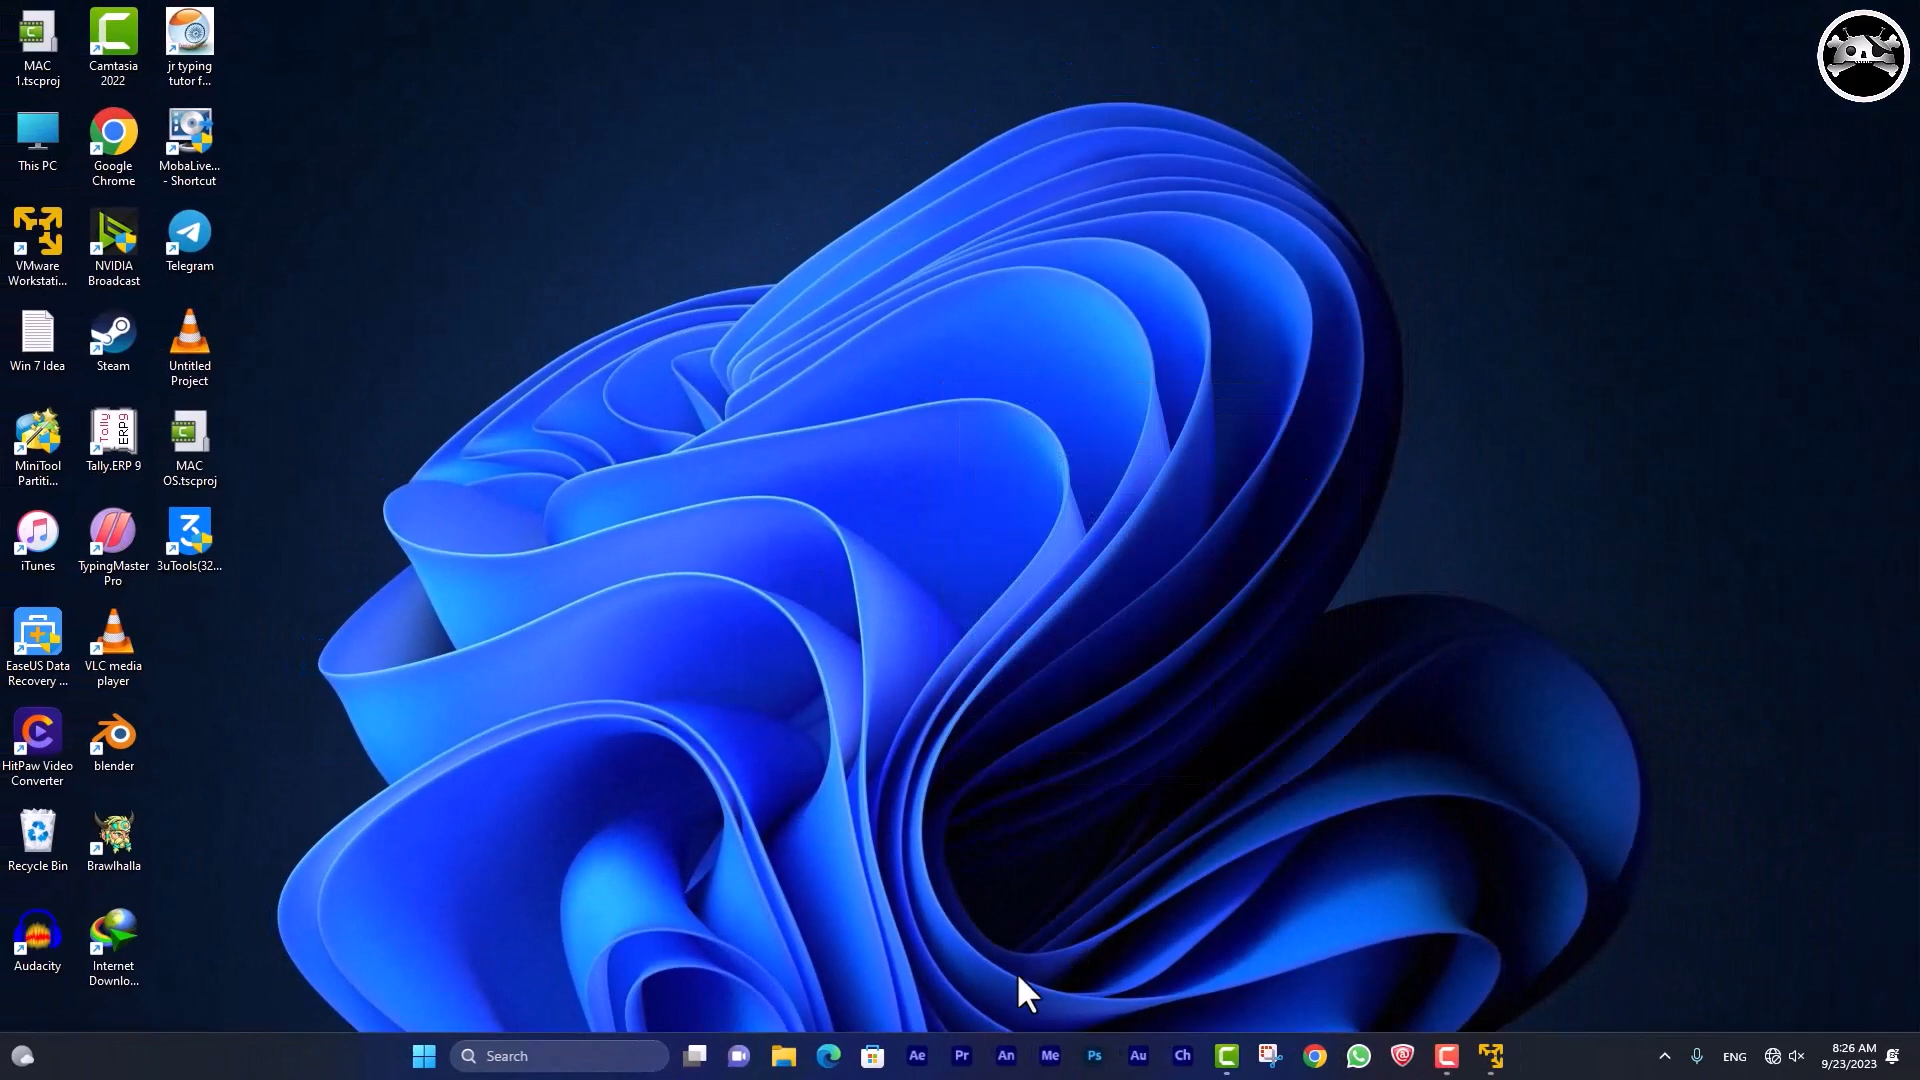 MAC
1.tscproj
Camtasia
2022
jr typing
tutor f...
This PC
Google
Chrome
MobaLive...
- Shortcut
VMware
Workstati...
NVIDIA
Broadcast
Telegram
Win 7 Idea
Steam
Untitled
Project
MiniTool
Partiti...
Tally
ERP9
Tally.ERP 9
MAC
OS.tscproj
iTunes
TypingMaster
Pro
3uTools(32...
EaseUS Data
Recovery ...
VLC media
player
HitPaw Video
Converter
blender
Recycle Bin
Brawlhalla
Audacity
Internet
Downlo...
Search
Ae
Pr
An
Me
Ps
Au
Ch
ENG
8:26 AM
9/23/2023